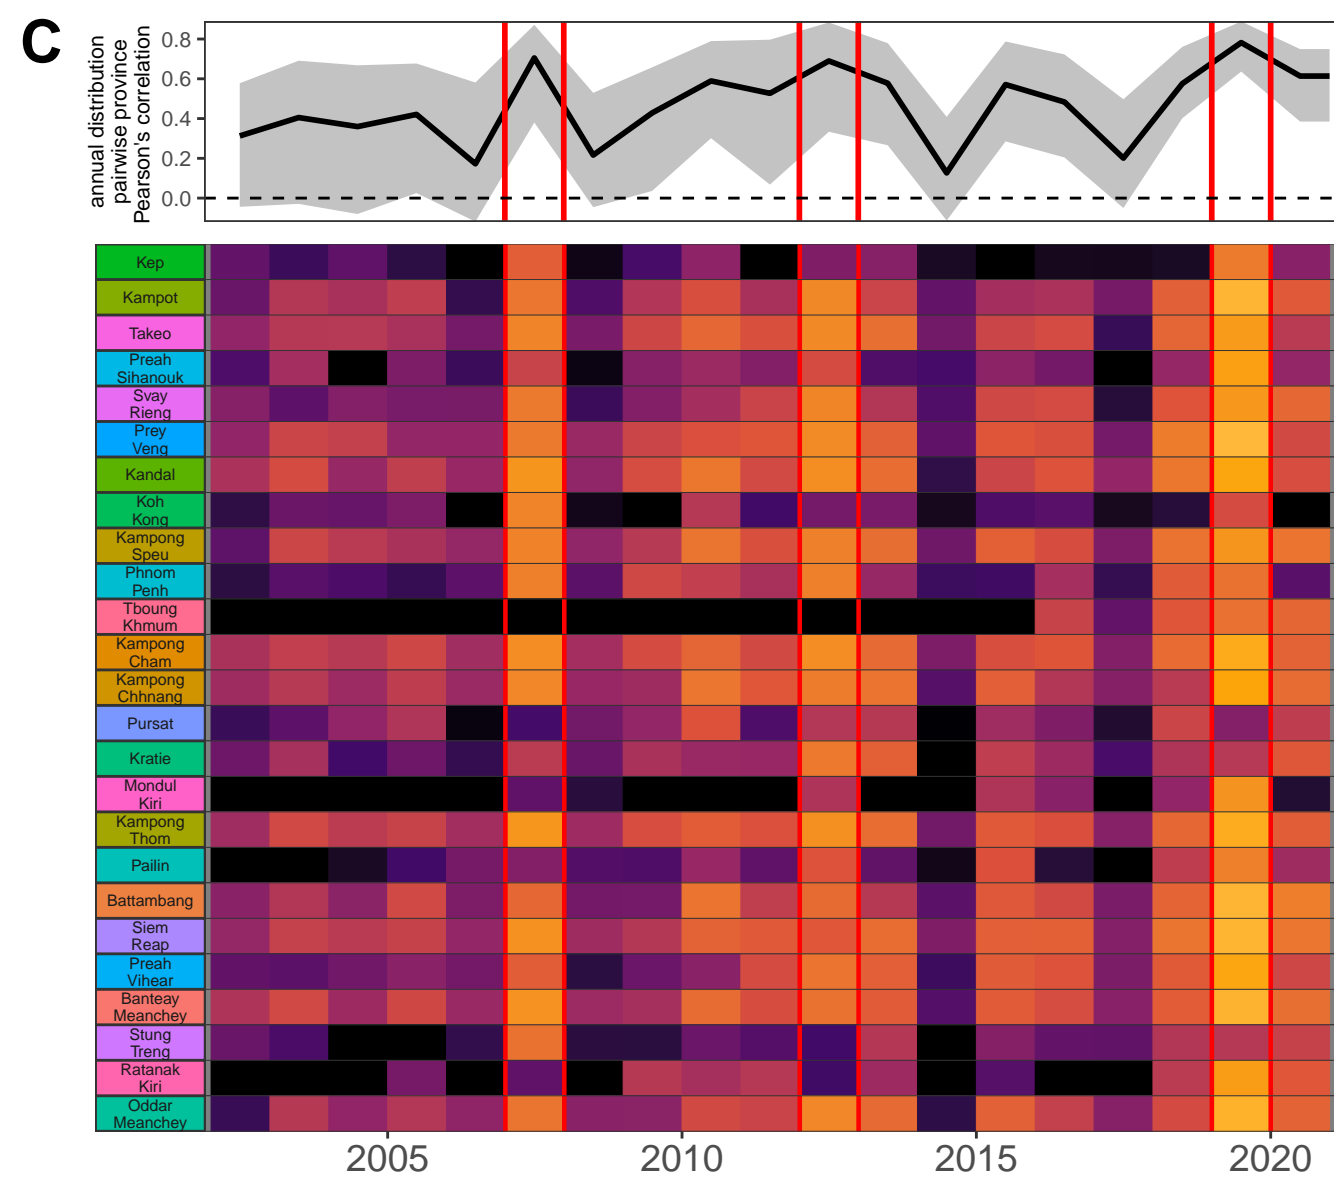 C
annual distribution
pairwise province
Pearson's correlation
0.8
0.6
0.4
0.2
0.0
Kep
Kampot
Takeo
Preah
Sihanouk
Svay
Rieng
Prey
Veng
Kandal
Koh
Kong
Kampong
Speu
Phnom
Penh
Tboung
Khmum
Kampong
Cham
Kampong
Chhnang
Pursat
Kratie
Mondul
Kiri
Kampong
Thom
Pailin
Battambang
Siem
Reap
Preah
Vihear
Banteay
Meanchey
Stung
Treng
Ratanak
Kiri
Oddar
Meanchey
2005
2010
2015
2020